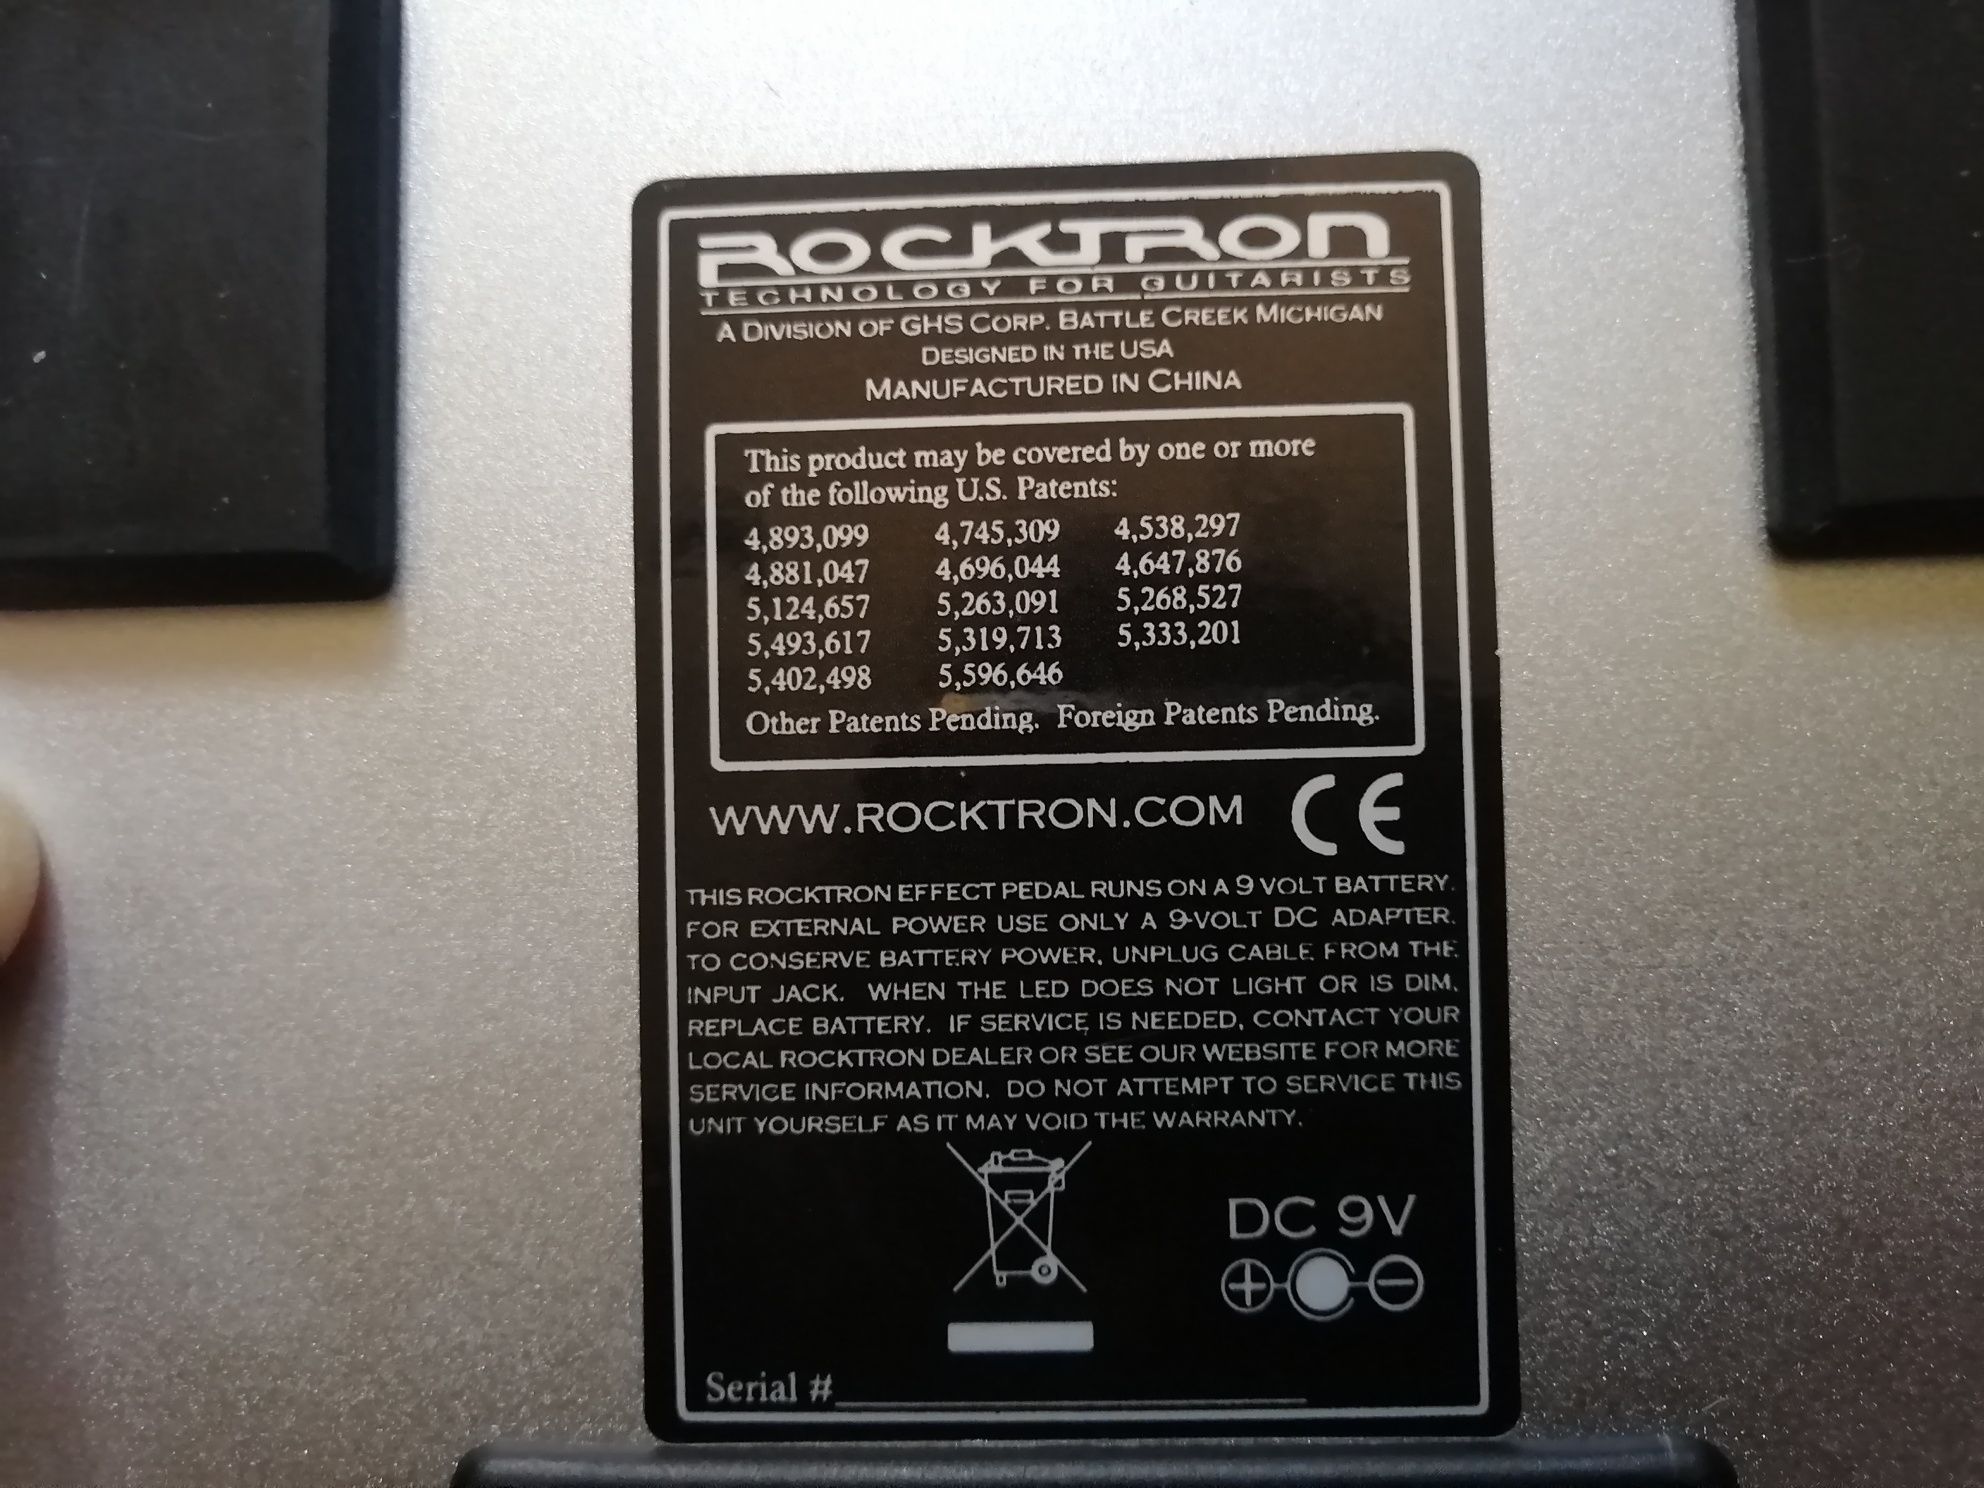 ROCKTRON
TECHNOLOGY FOR GUITARISTS
A DIVISION OF GHS CORP. BATTLE CREEK MICHIGAN
DESIGNED IN THE USA
MANUFACTURED IN CHINA
This product may be covered by one or more
of the following U.S. Patents:
4,893,099 4,745,309 4,538,297
4,881,047 4,696,044 4,647,876
5,124,657 5,263,091 5,268,527
5,493,617 5,319,713 5,333,201
5,402,498 5,596,646
Other Patents Pending. Foreign Patents Pending.
WWW.ROCKTRON.COM CE
THIS ROCKTRON EFFECT PEDAL RUNS ON A 9 VOLT BATTERY.
FOR EXTERNAL POWER USE ONLY A 9-VOLT DC ADAPTER.
TO CONSERVE BATTERY POWER, UNPLUG CABLE FROM THE
INPUT JACK. WHEN THE LED DOES NOT LIGHT OR IS DIM,
REPLACE BATTERY. IF SERVICE IS NEEDED, CONTACT YOUR
LOCAL ROCKTRON DEALER OR SEE OUR WEBSITE FOR MORE
SERVICE INFORMATION. DO NOT ATTEMPT TO SERVICE THIS
UNIT YOURSELF AS IT MAY VOID THE WARRANTY.
DC 9V
Serial #